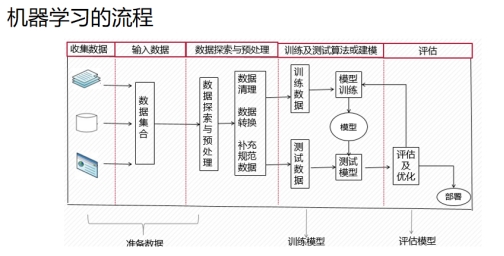 机器学习的流程
收集数据
输入数据
数据探索与预处理
训练及测试算法或建模
评估
数据集合
数据探索与预处理
数据
清理
数据
转换
补充
规范
数据
训练数据
测试数据
模型
训练
模型
测试
模型
评估
及
优化
部署
准备数据
训练模型
评估模型